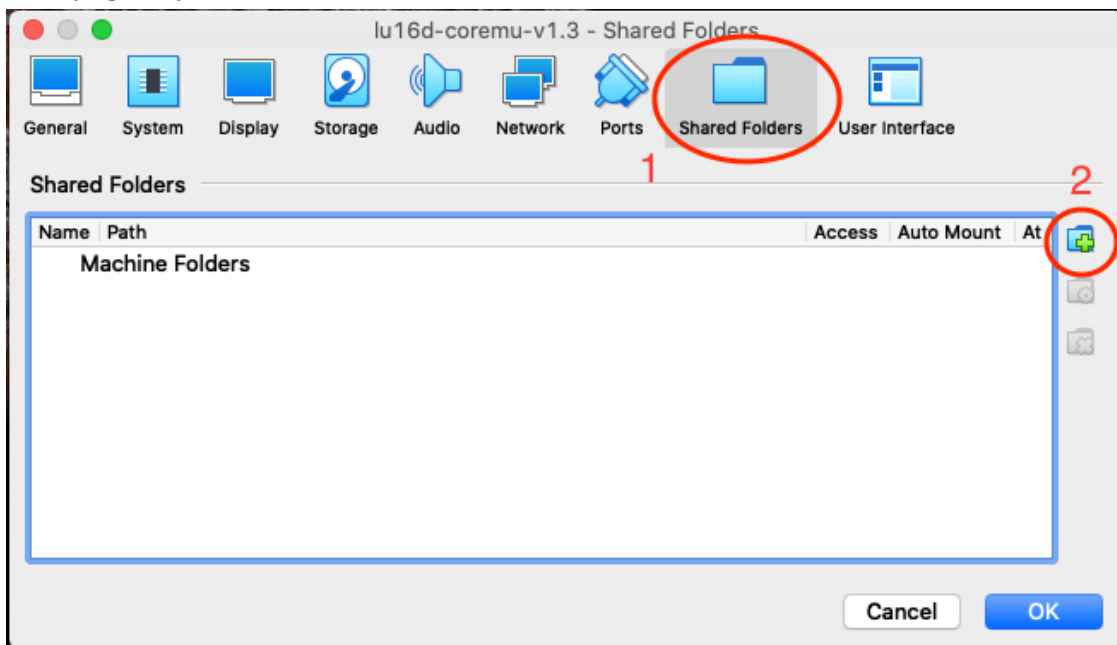 lu16d-coremu-v1.3 - Shared Folders
General System Display Storage Audio Network Ports Shared Folders User Interface
1
Shared Folders
2
Name Path Access Auto Mount At
Machine Folders
Cancel OK